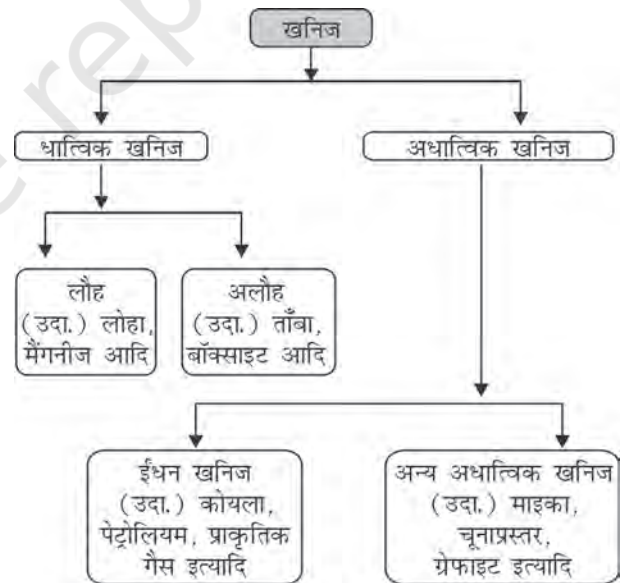 खनिज
धात्विक खनिज
अधात्विक खनिज
लौह
(उदा.) लोहा,
मैंगनीज आदि
अलौह
(उदा.) ताँबा,
बॉक्साइट आदि
ईंधन खनिज
(उदा.) कोयला,
पेट्रोलियम, प्राकृतिक
गैस इत्यादि
अन्य अधात्विक खनिज
(उदा.) माइका,
चूनाप्रस्तर,
ग्रेफाइट इत्यादि